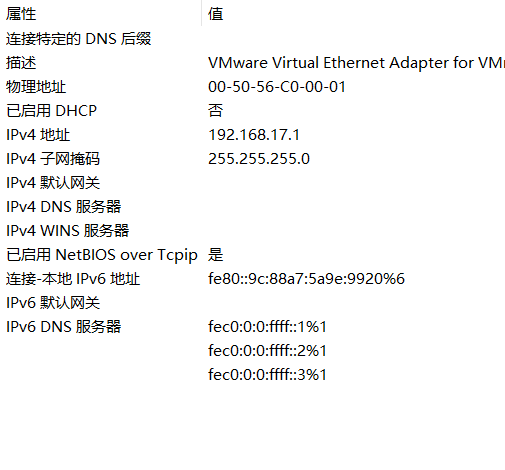 属性 值
连接特定的 DNS 后缀
描述 VMware Virtual Ethernet Adapter for
物理地址 00-50-56-C0-00-01
已启用 DHCP 否
IPv4 地址 192.168.17.1
IPv4 子网掩码 255.255.255.0
IPv4 默认网关
IPv4 DNS 服务器
IPv4 WINS 服务器
已启用 NetBIOS over Tcpip 是
连接-本地 IPv6 地址 fe80::9c:88a7:5a9e:9920%6
IPv6 默认网关
IPv6 DNS 服务器 fec0:0:0:ffff::1%1
fec0:0:0:ffff::2%1
fec0:0:0:ffff::3%1